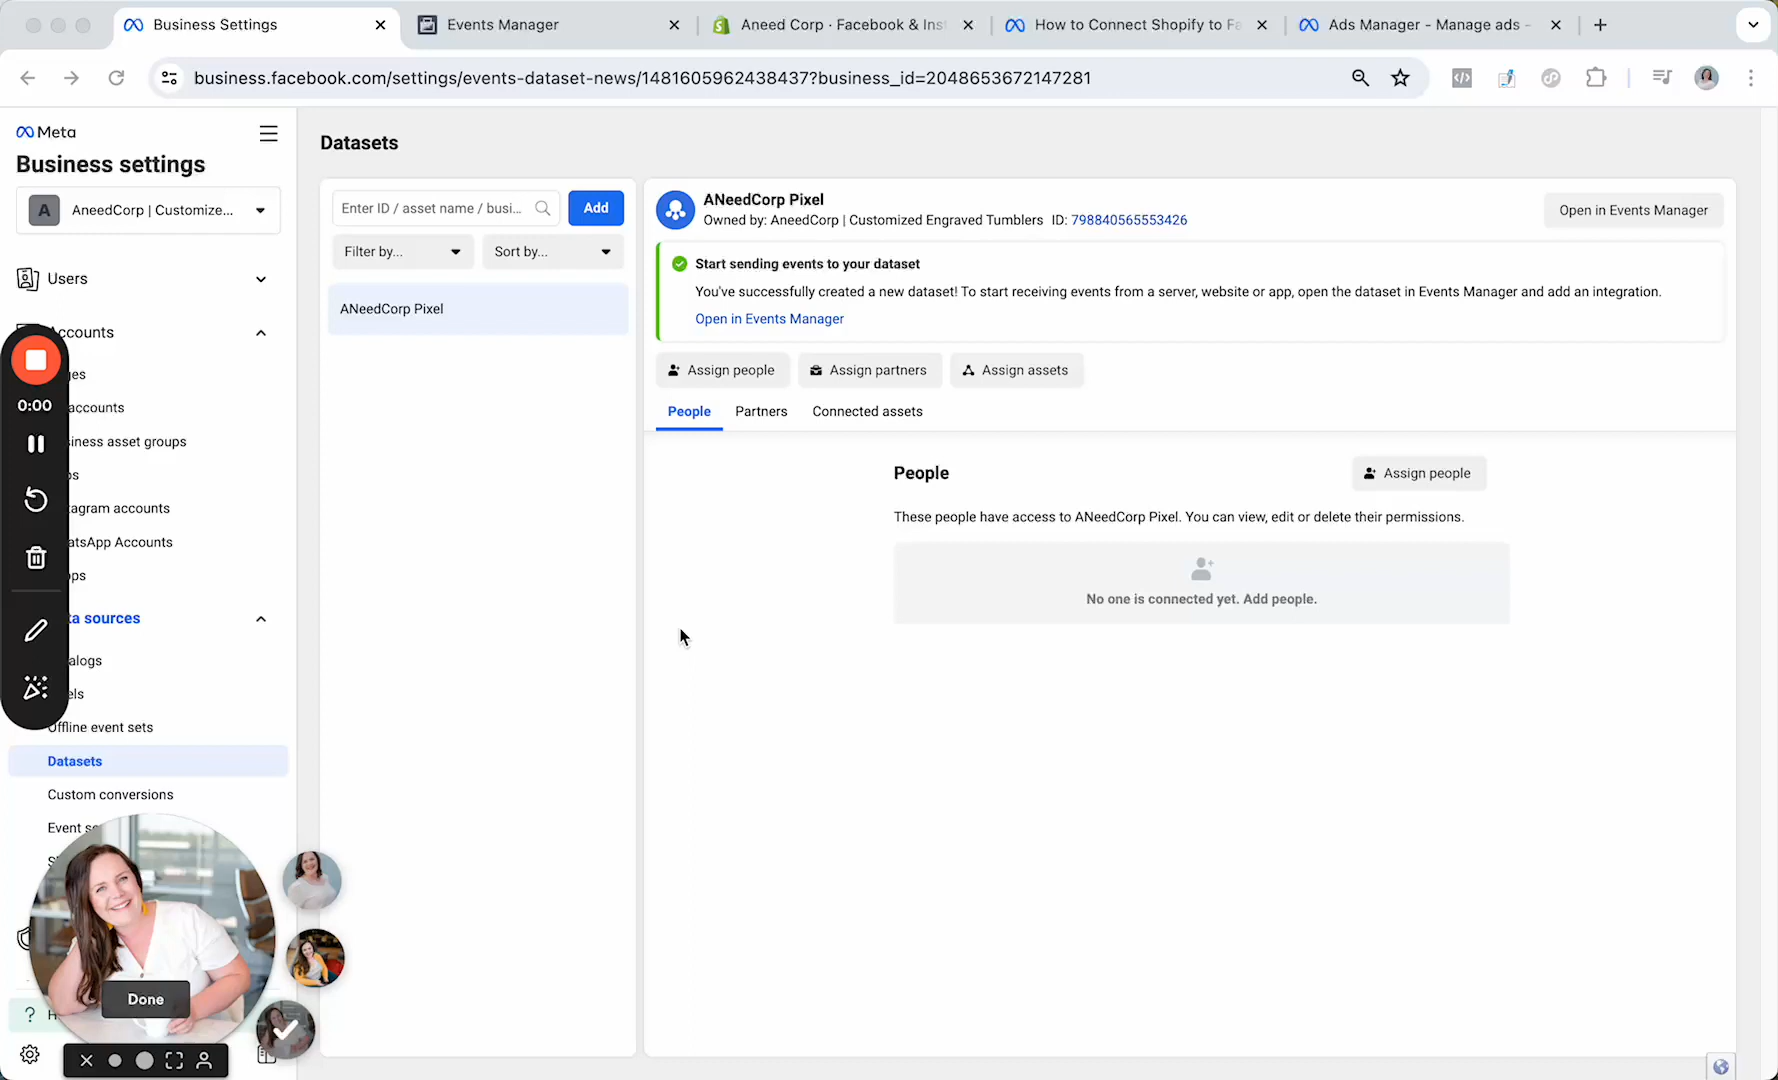 Business Settings
Events Manager
Aneed Corp · Facebook & Inst
How to Connect Shopify to Fa
Ads Manager - Manage ads -
business.facebook.com/settings/events-dataset-news/1481605962438437?business_id=2048653672147281
Meta
Business settings
A
AneedCorp | Customize...
Users
ccounts
ges
accounts
iness asset groups
ps
tagram accounts
atsApp Accounts
ops
ta sources
alogs
els
Offline event sets
Datasets
Custom conversions
Event so
0:00
Done
? H
Datasets
Enter ID / asset name / busi...
Add
Filter by...
Sort by...
ANeedCorp Pixel
ANeedCorp Pixel
Owned by: AneedCorp | Customized Engraved Tumblers ID: 798840565553426
Open in Events Manager
Start sending events to your dataset
You've successfully created a new dataset! To start receiving events from a server, website or app, open the dataset in Events Manager and add an integration.
Open in Events Manager
Assign people
Assign partners
Assign assets
People
Partners
Connected assets
People
Assign people
These people have access to ANeedCorp Pixel. You can view, edit or delete their permissions.
No one is connected yet. Add people.